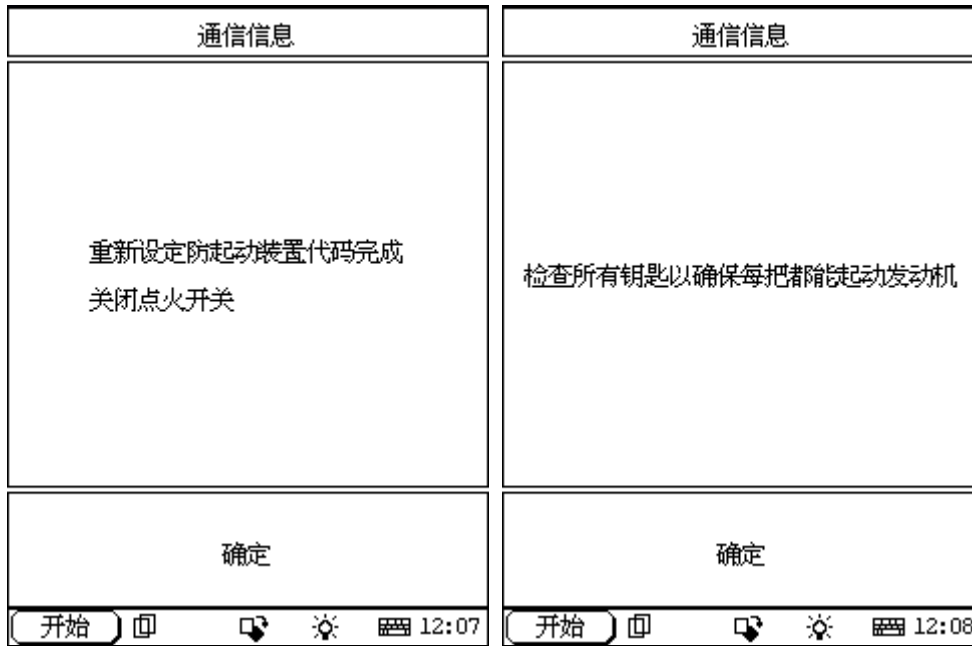 通信信息
重新设定防起动装置代码完成
关闭点火开关
确定
开始 12:07
通信信息
检查所有钥匙以确保每把都能起动发动机
确定
开始 12:08